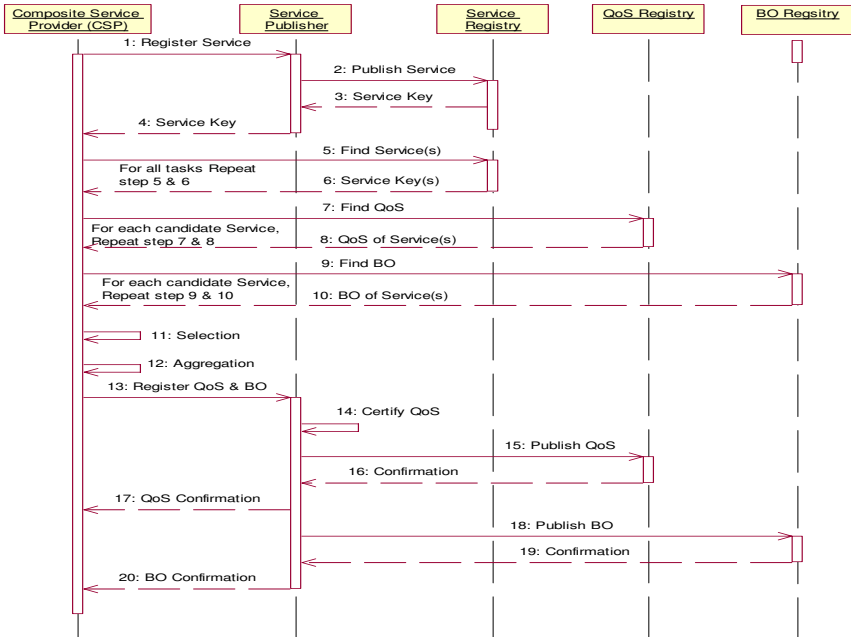 Composite Service
Provider (CSP)
Service
Publisher
Service
Registry
QoS Registry
BO Regsitry
1: Register Service
2: Publish Service
3: Service Key
4: Service Key
5: Find Service(s)
For all tasks Repeat
step 5 & 6
6: Service Key(s)
7: Find QoS
For each candidate Service,
Repeat step 7 & 8
8: QoS of Service(s)
9: Find BO
For each candidate Service,
Repeat step 9 & 10
10: BO of Service(s)
11: Selection
12: Aggregation
13: Register QoS & BO
14: Certify QoS
15: Publish QoS
16: Confirmation
17: QoS Confirmation
18: Publish BO
19: Confirmation
20: BO Confirmation